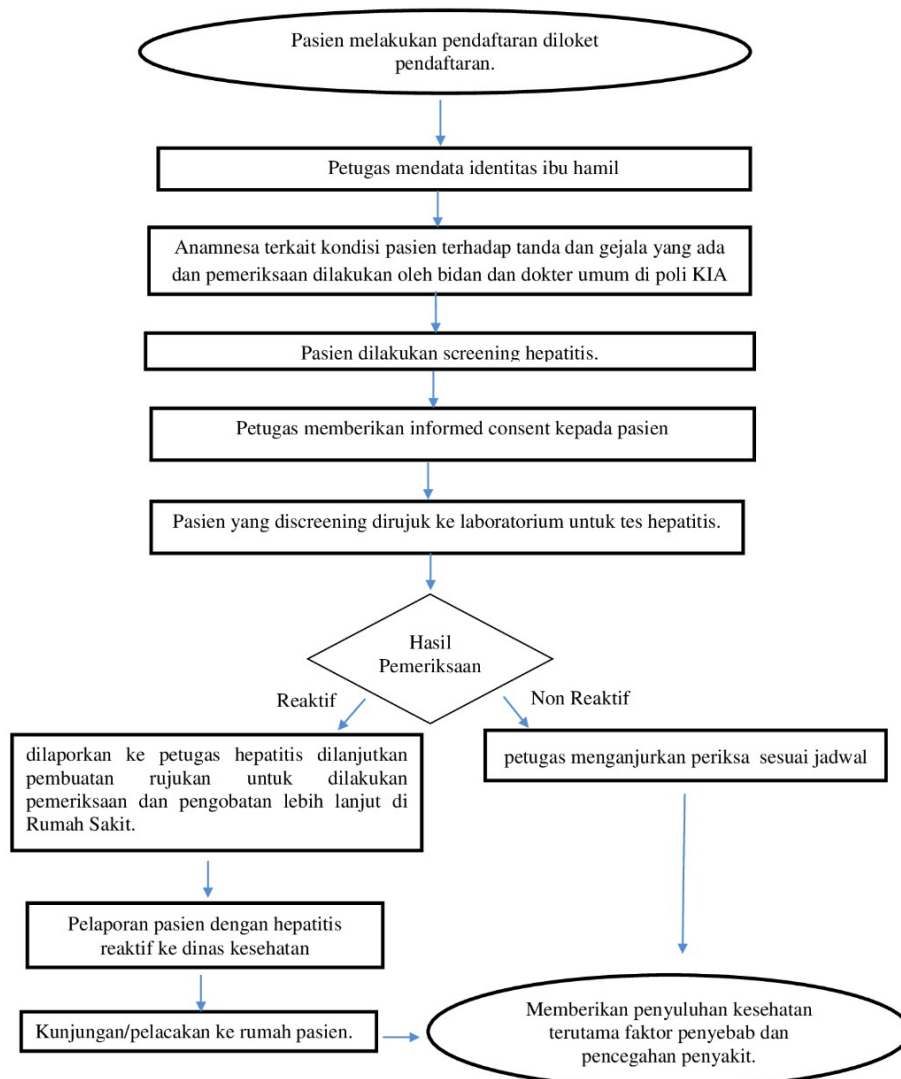 Pasien melakukan pendaftaran diloket
pendaftaran.
Petugas mendata identitas ibu hamil
Anamnesa terkait kondisi pasien terhadap tanda dan gejala yang ada
dan pemeriksaan dilakukan oleh bidan dan dokter umum di poli KIA
Pasien dilakukan screening hepatitis.
Petugas memberikan informed consent kepada pasien
Pasien yang discreening dirujuk ke laboratorium untuk tes hepatitis.
Hasil
Pemeriksaan
Reaktif
Non Reaktif
dilaporkan ke petugas hepatitis dilanjutkan
pembuatan rujukan untuk dilakukan
pemeriksaan dan pengobatan lebih lanjut di
Rumah Sakit.
petugas menganjurkan periksa sesuai jadwal
Pelaporan pasien dengan hepatitis
reaktif ke dinas kesehatan
Kunjungan/pelacakan ke rumah pasien.
Memberikan penyuluhan kesehatan
terutama faktor penyebab dan
pencegahan penyakit.